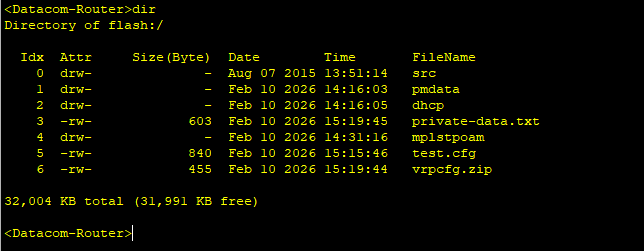 <Datacom-Router>dir
Directory of flash:/
Idx Attr Size(Byte) Date Time FileName
0 drw- - Aug 07 2015 13:51:14 src
1 drw- - Feb 10 2026 14:16:03 pmdata
2 drw- - Feb 10 2026 14:16:05 dhcp
3 -rw- 603 Feb 10 2026 15:19:45 private-data.txt
4 drw- - Feb 10 2026 14:31:16 mplstpoam
5 -rw- 840 Feb 10 2026 15:15:46 test.cfg
6 -rw- 455 Feb 10 2026 15:19:44 vrpcfg.zip
32,004 KB total (31,991 KB free)
<Datacom-Router>